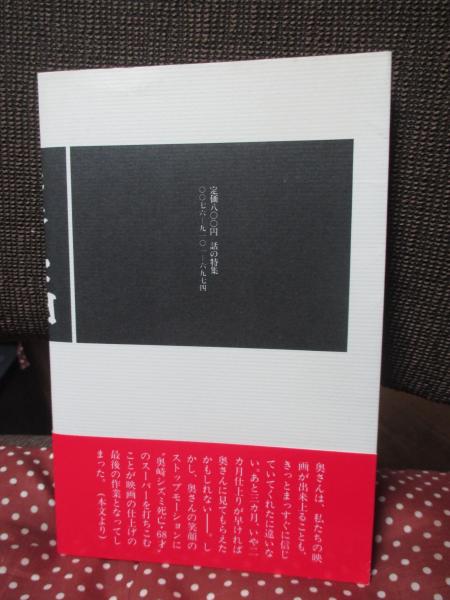 定価八〇〇円 話の特集
〇〇七六―九一〇一―六九七四
奥さんは、私たちの映
画が出来上ることも、
きっとまっすぐに信じ
ていてくれたに違いな
い。あと三カ月、いや二
カ月仕上りが早ければ
奥さんに見てもらえた
かもしれない――。し
かし、奥さんの笑顔の
ストップモーションに
〝奥崎シズミ死亡・68才〟
のスーパーを打ちこむ
ことが映画の仕上げの
最後の作業となってし
まった。（本文より）